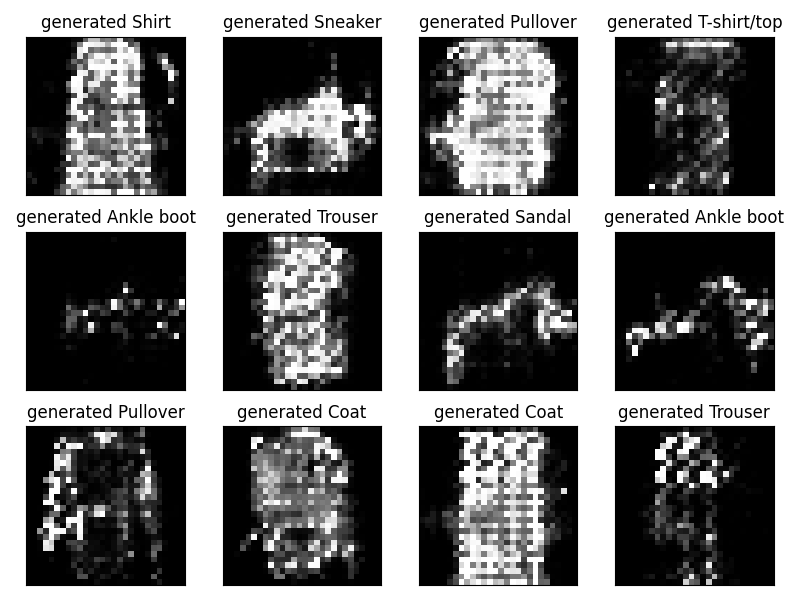 generated Shirt
generated Sneaker
generated Pullover
generated T-shirt/top
generated Ankle boot
generated Trouser
generated Sandal
generated Ankle boot
generated Pullover
generated Coat
generated Coat
generated Trouser